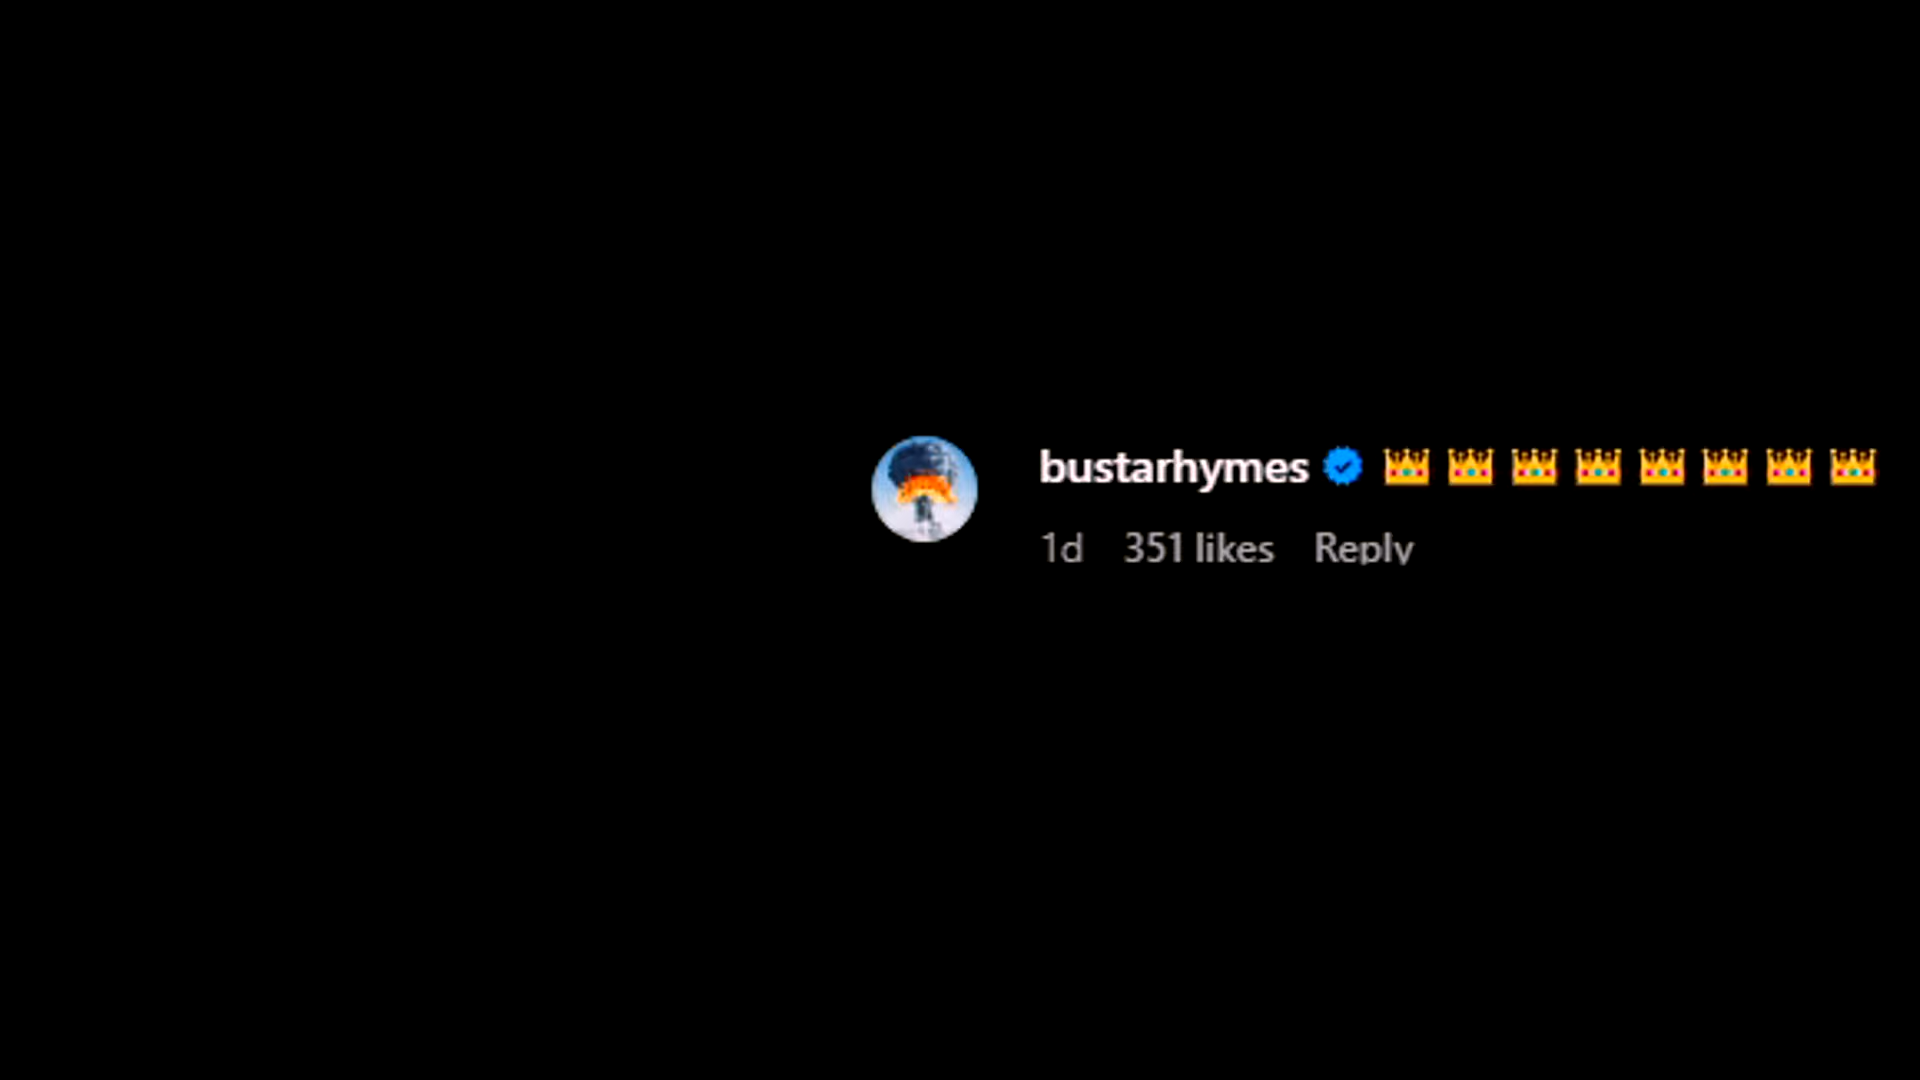 bustarhymes 👑 👑 👑 👑 👑 👑 👑 👑
1d 351 likes Reply